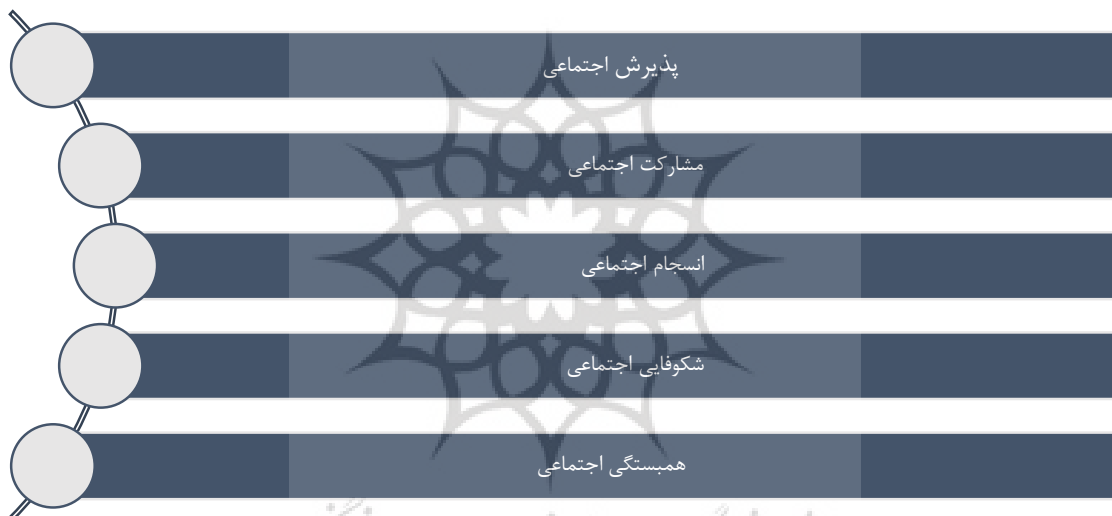 پذیرش اجتماعی
مشارکت اجتماعی
انسجام اجتماعی
شکوفایی اجتماعی
همبستگی اجتماعی